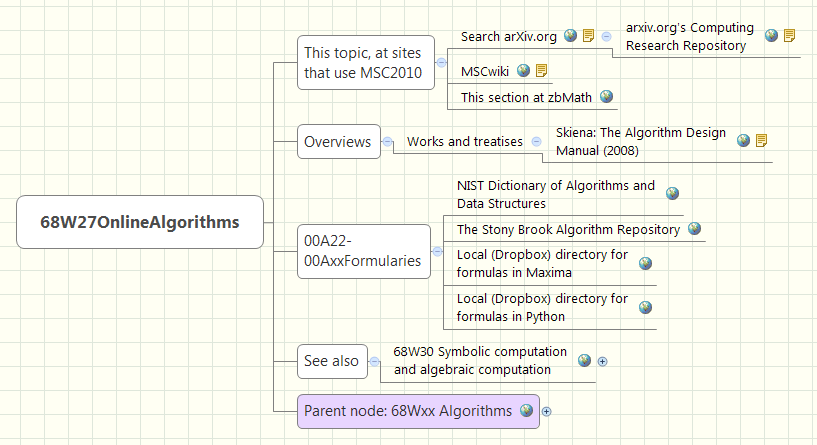 This topic, at sites
that use MSC2010
Search arXiv.org
arxiv.org's Computing
Research Repository
MSCwiki
This section at zbMath
Overviews
Works and treatises
Skiena: The Algorithm Design
Manual (2008)
68W27OnlineAlgorithms
00A22-
00AxxFormularies
NIST Dictionary of Algorithms and
Data Structures
The Stony Brook Algorithm Repository
Local (Dropbox) directory for
formulas in Maxima
Local (Dropbox) directory for
formulas in Python
See also
68W30 Symbolic computation
and algebraic computation
Parent node: 68Wxx Algorithms